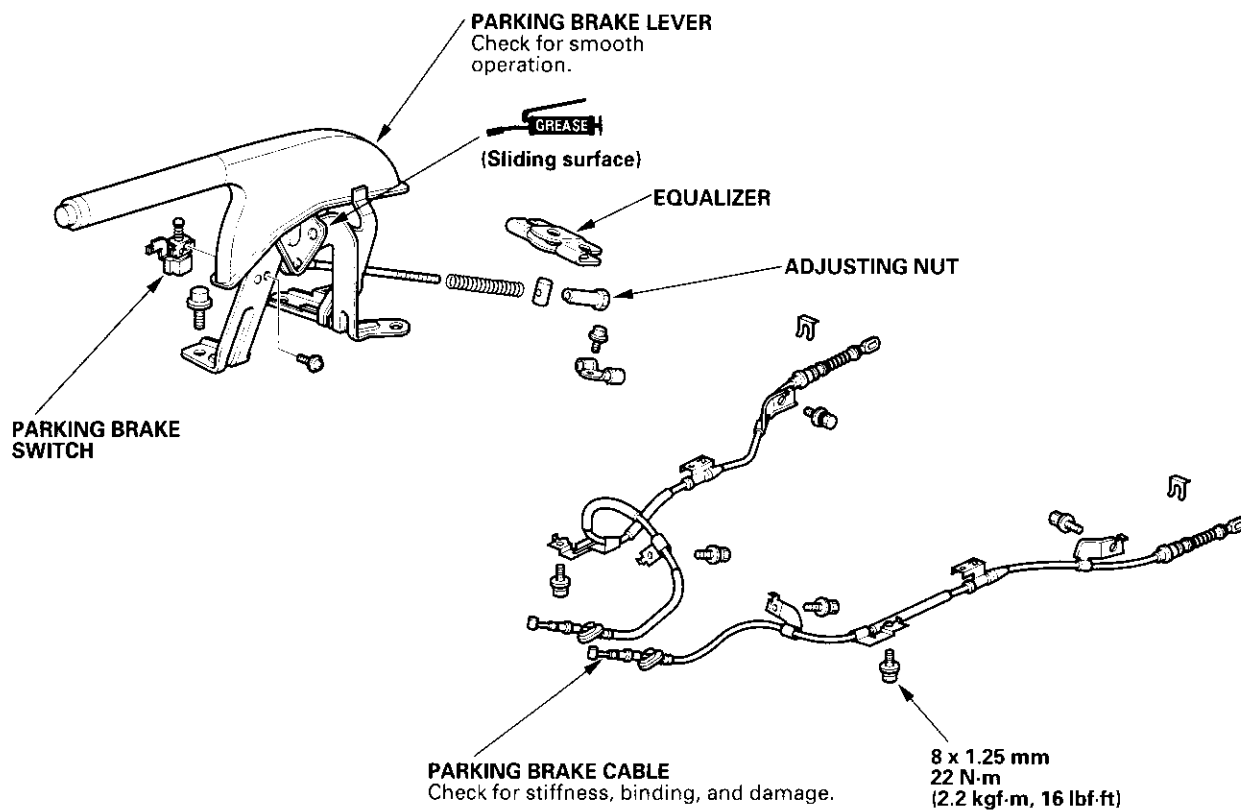 PARKING BRAKE LEVER
Check for smooth
operation.
GREASE
(Sliding surface)
EQUALIZER
ADJUSTING NUT
PARKING BRAKE
SWITCH
PARKING BRAKE CABLE
Check for stiffness, binding, and damage.
8 x 1.25 mm
22 N·m
(2.2 kgf·m, 16 lbf·ft)